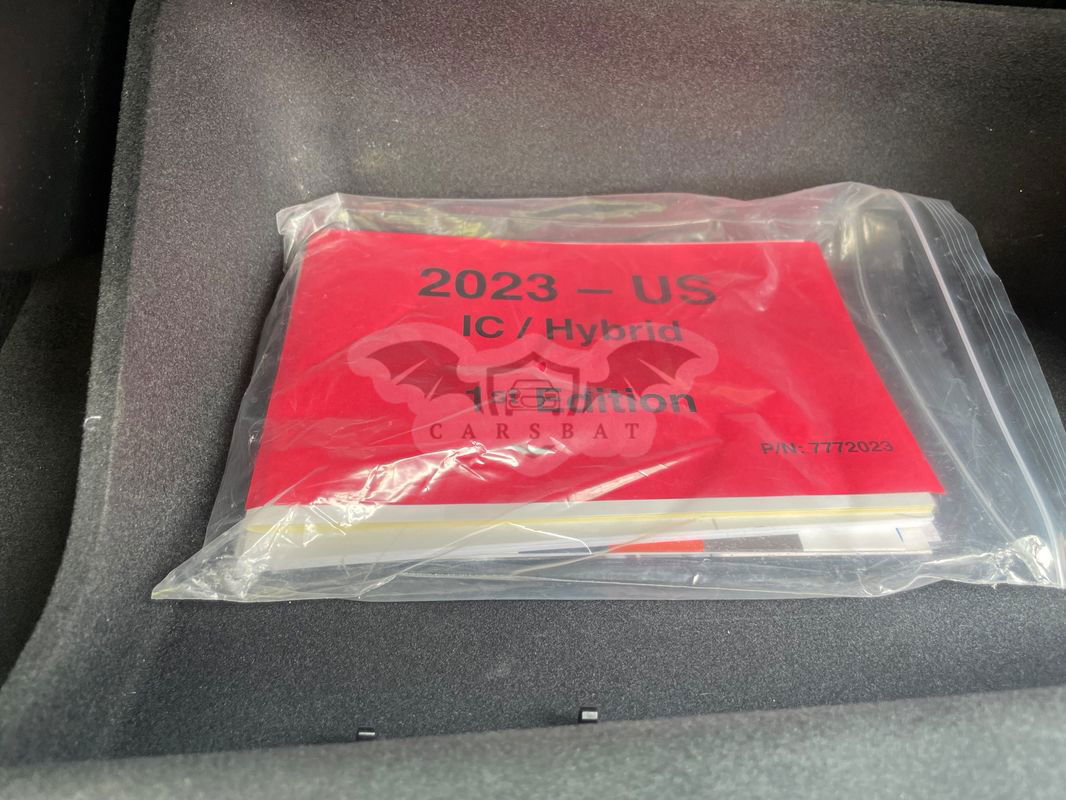 2023 – US
IC / Hybrid
1st Edition
CARSBAT
P/N: 7772023